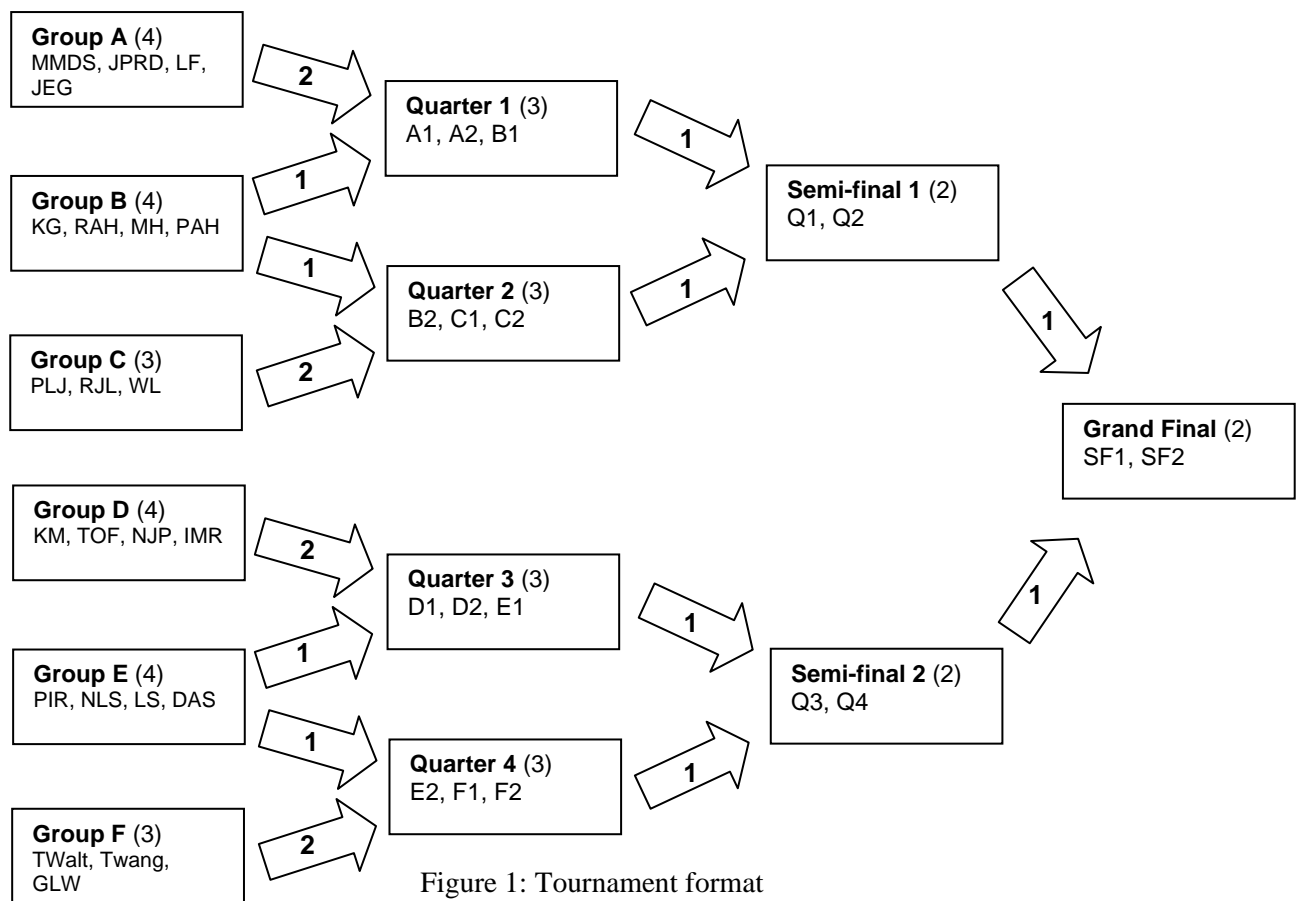 Group A (4)
MMDS, JPRD, LF,
JEG
2
Quarter 1 (3)
A1, A2, B1
1
Group B (4)
KG, RAH, MH, PAH
1
1
Semi-final 1 (2)
Q1, Q2
Quarter 2 (3)
B2, C1, C2
1
Group C (3)
PLJ, RJL, WL
2
1
Grand Final (2)
SF1, SF2
Group D (4)
KM, TOF, NJP, IMR
2
Quarter 3 (3)
D1, D2, E1
1
1
Group E (4)
PIR, NLS, LS, DAS
1
1
Semi-final 2 (2)
Q3, Q4
Quarter 4 (3)
E2, F1, F2
1
Group F (3)
TWalt, Twang,
GLW
2
Figure 1: Tournament format